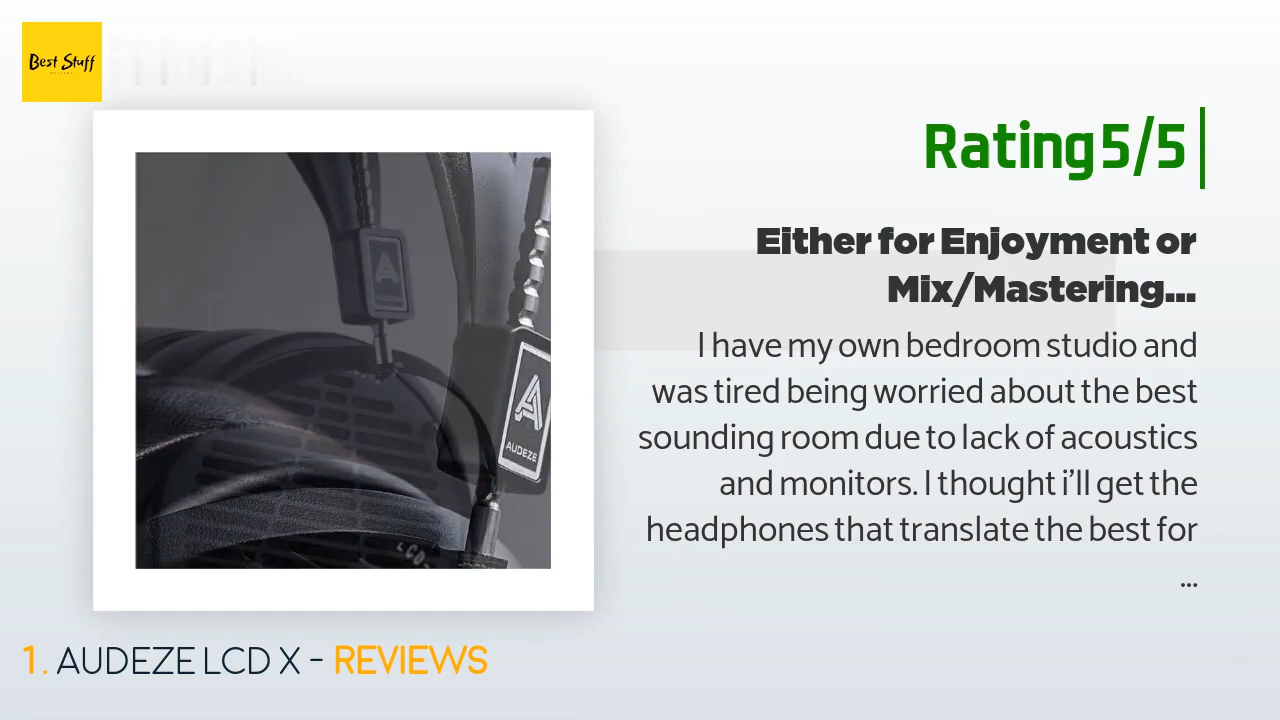 Best Stuff
Rating 5/5
Either for Enjoyment or
Mix/Mastering...
I have my own bedroom studio and
was tired being worried about the best
sounding room due to lack of acoustics
and monitors. I thought i'll get the
headphones that translate the best for
...
AUDEZE
LCD-
1. AUDEZE LCD X - REVIEWS